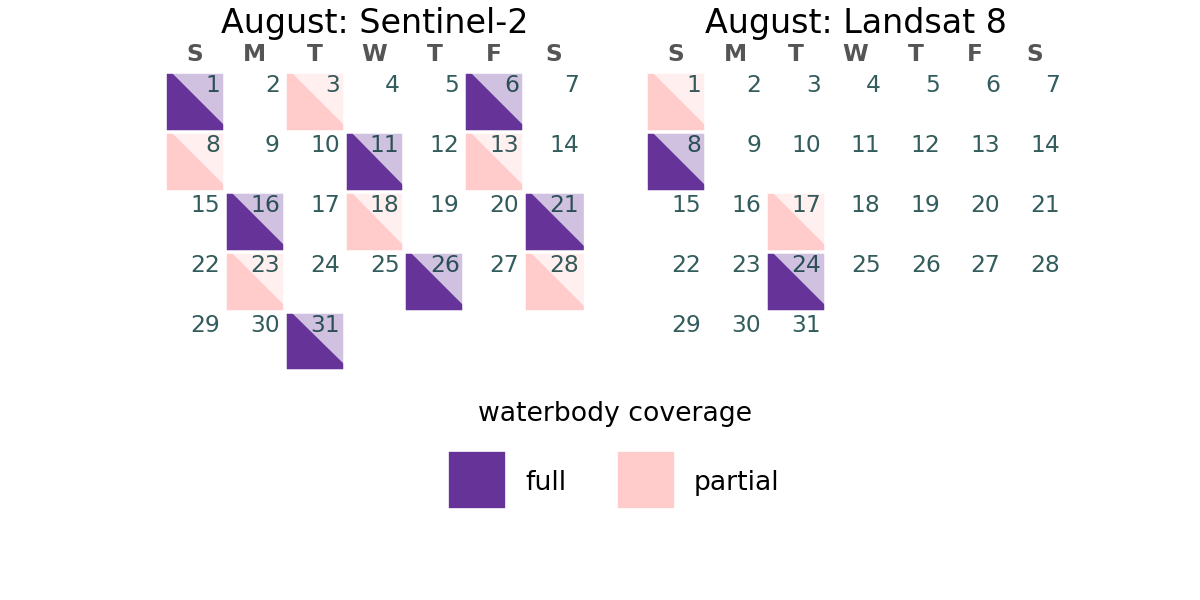 August: Sentinel-2
S M T W T F S
1 2 3 4 5 6 7
8 9 10 11 12 13 14
15 16 17 18 19 20 21
22 23 24 25 26 27 28
29 30 31
August: Landsat 8
S M T W T F S
1 2 3 4 5 6 7
8 9 10 11 12 13 14
15 16 17 18 19 20 21
22 23 24 25 26 27 28
29 30 31
waterbody coverage
full partial